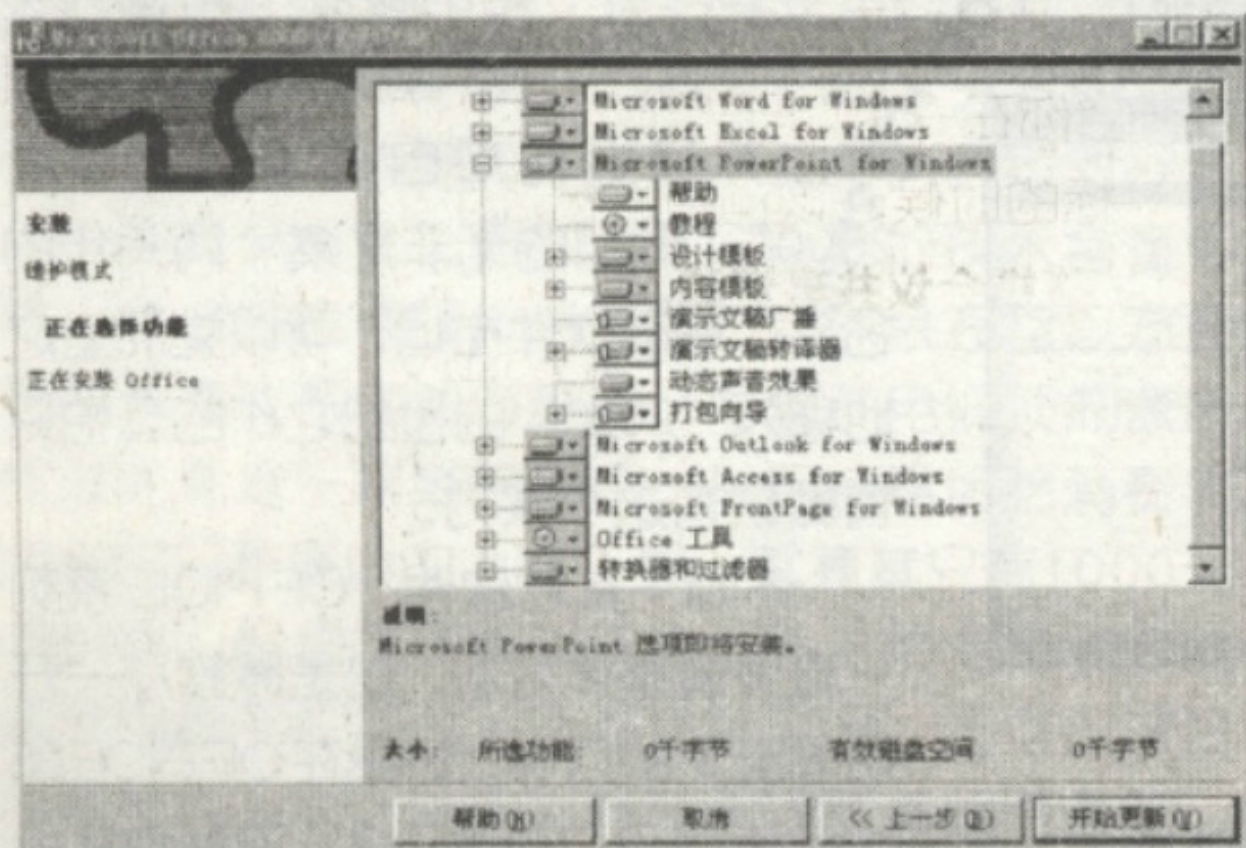 Microsoft Office
Microsoft Word for Windows
Microsoft Excel for Windows
Microsoft PowerPoint for Windows
帮助
教程
设计模板
内容模板
演示文稿广播
演示文稿转译器
动态声音效果
打包向导
Microsoft Outlook for Windows
Microsoft Access for Windows
Microsoft FrontPage for Windows
Office 工具
转换器和过滤器
安装
维护模式
正在选择功能
正在安装 Office
说明:
Microsoft PowerPoint 选项即将安装。
大小: 所选功能: 0千字节 有效磁盘空间 0千字节
帮助(H) 取消 << 上一步(B) 开始更新(U)